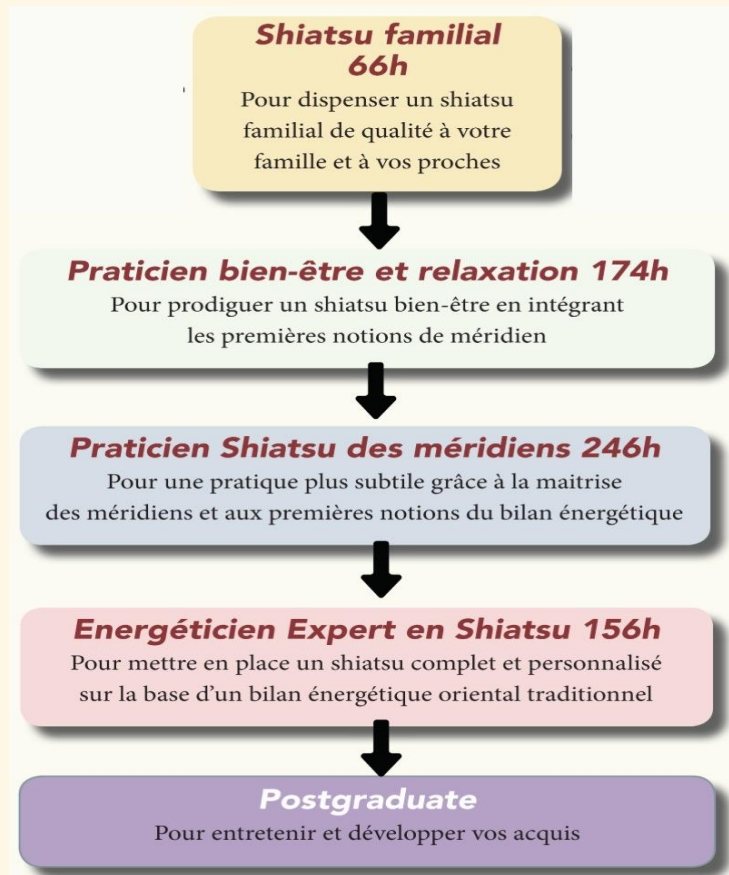 Shiatsu familial
66h
Pour dispenser un shiatsu
familial de qualité à votre
famille et à vos proches
Praticien bien-être et relaxation 174h
Pour prodiguer un shiatsu bien-être en intégrant
les premières notions de méridien
Praticien Shiatsu des méridiens 246h
Pour une pratique plus subtile grâce à la maitrise
des méridiens et aux premières notions du bilan énergétique
Energéticien Expert en Shiatsu 156h
Pour mettre en place un shiatsu complet et personnalisé
sur la base d'un bilan énergétique oriental traditionnel
Postgraduate
Pour entretenir et développer vos acquis